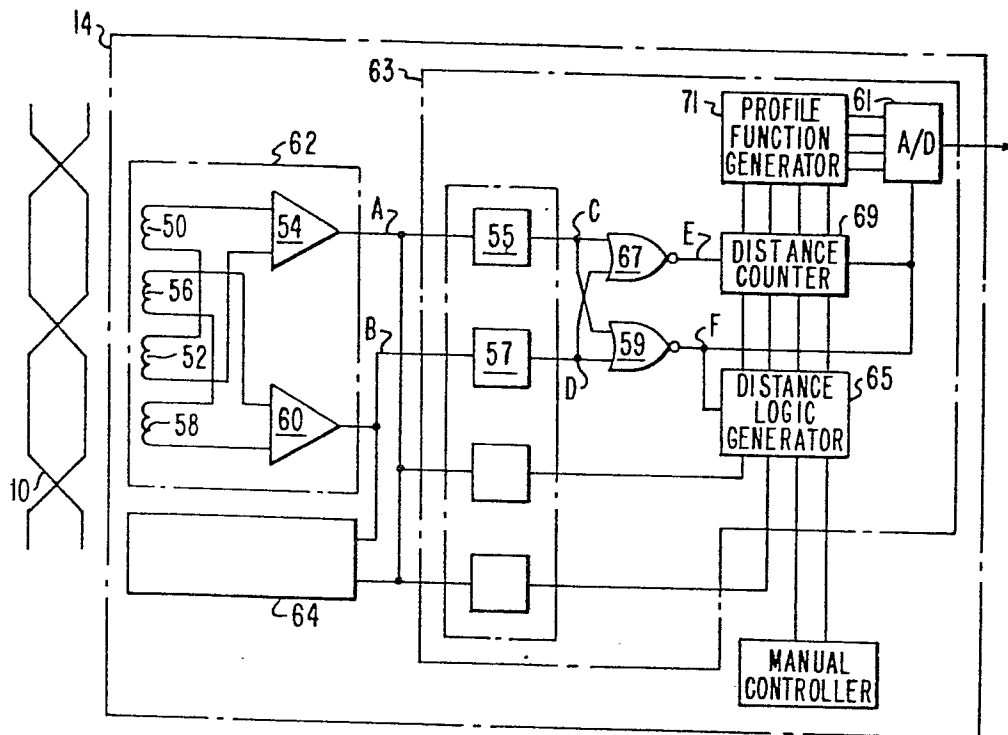 14
63
71
PROFILE
FUNCTION
GENERATOR
61
A/D
62
50
54
A
55
C
67
E
69
DISTANCE
COUNTER
56
B
52
57
D
59
F
65
DISTANCE
LOGIC
GENERATOR
58
60
10
64
MANUAL
CONTROLLER